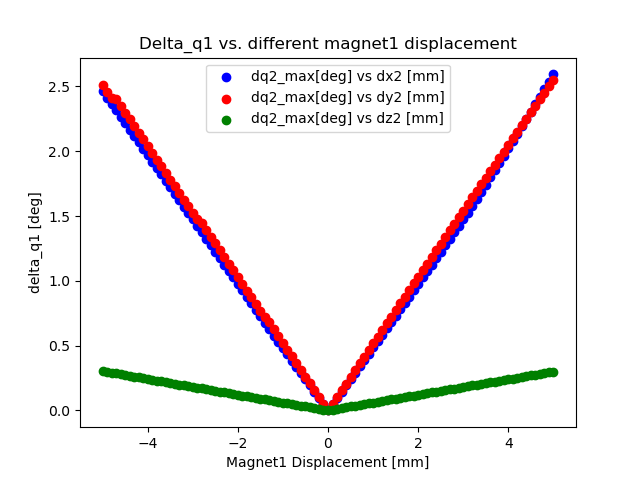 Delta_q1 vs. different magnet1 displacement
dq2_max[deg] vs dx2 [mm]
dq2_max[deg] vs dy2 [mm]
dq2_max[deg] vs dz2 [mm]
delta_q1 [deg]
2.5
2.0
1.5
1.0
0.5
0.0
−4
−2
0
2
4
Magnet1 Displacement [mm]